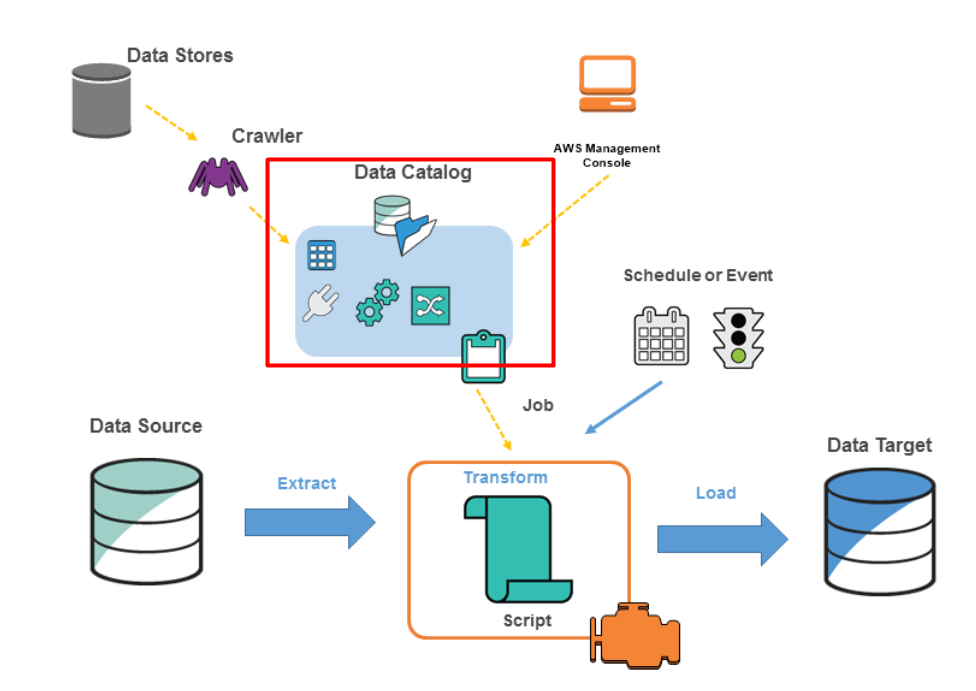 Data Stores
Crawler
AWS Management
Console
Data Catalog
Schedule or Event
Job
Data Source
Data Target
Extract
Transform
Load
Script